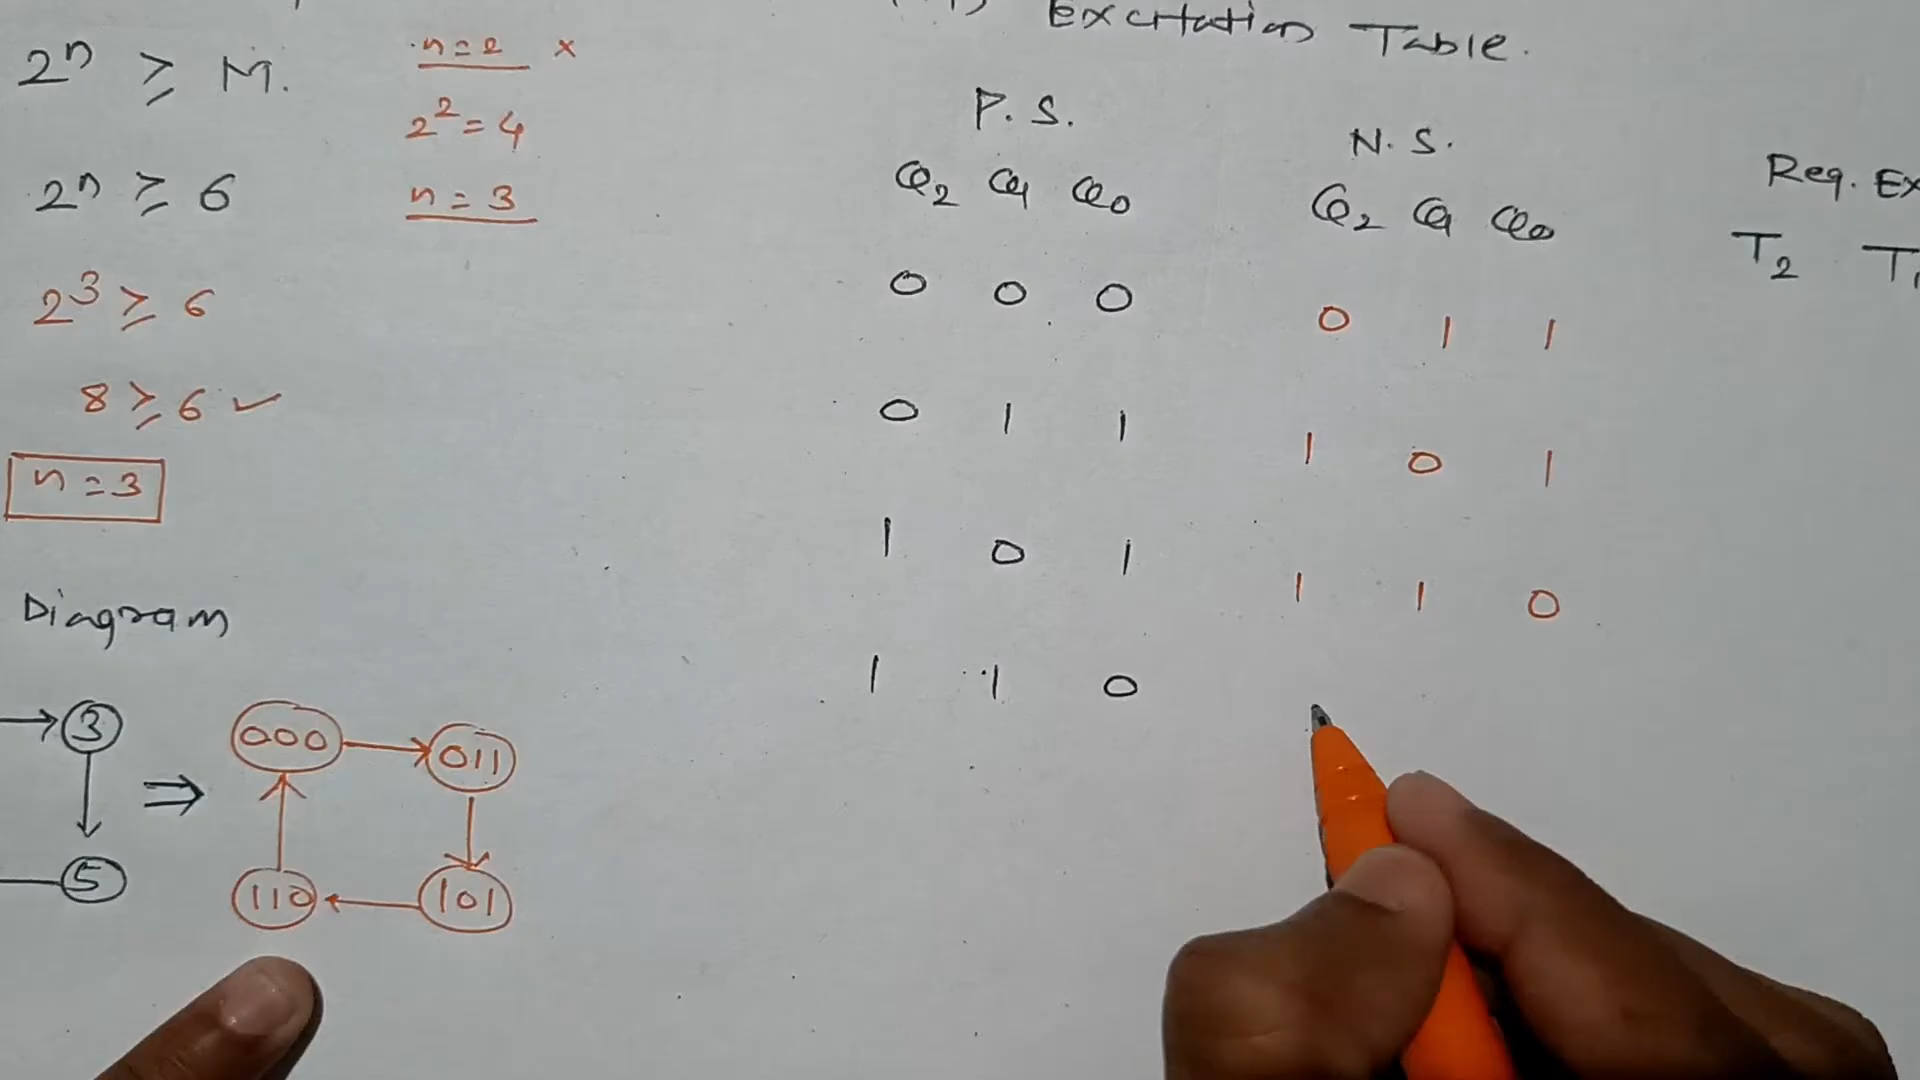 2ⁿ ≥ M.
n = 2 ×
2² = 4
2ⁿ ≥ 6
n = 3
2³ ≥ 6
8 ≥ 6 ✓
n = 3
Diagram
3
5
⇒
000 → 011
110 ← 101
Excitation Table.
P. S. N. S. Req. Ex
Q₂ Q₁ Q₀ Q₂ Q₁ Q₀ T₂ T₁
0 0 0 0 1 1
0 1 1 1 0 1
1 0 1 1 1 0
1 1 0